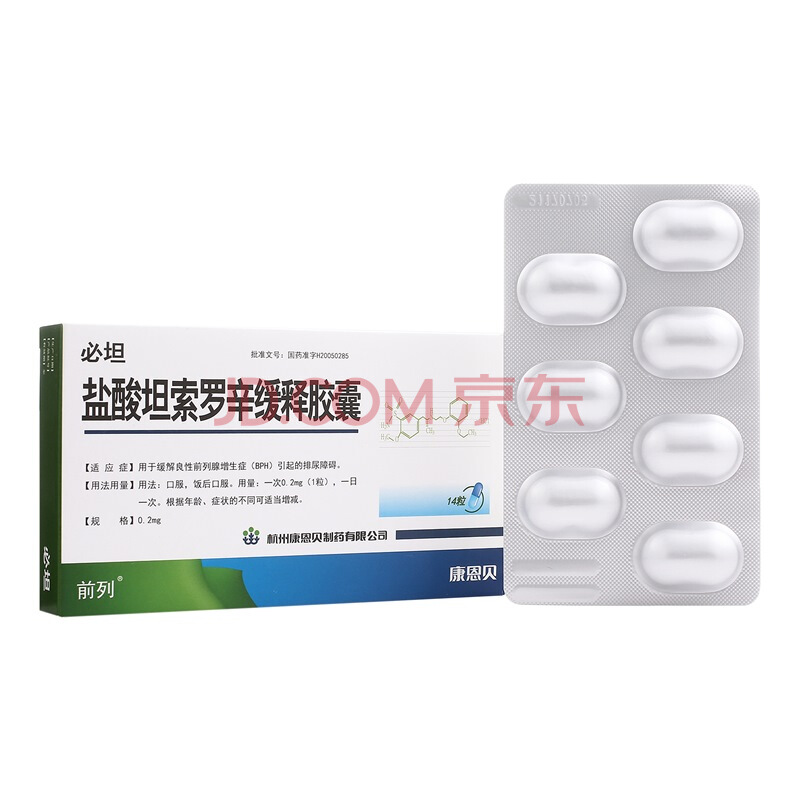 21170705
必坦
批准文号：国药准字H20050285
盐酸坦索罗辛缓释胶囊
JD.COM 京东
【适 应 症】用于缓解良性前列腺增生症（BPH）引起的排尿障碍。
【用法用量】用法：口服，饭后口服。用量：一次0.2mg（1粒），一日
一次。根据年龄、症状的不同可适当增减。
【规 格】0.2mg
14粒
杭州康恩贝制药有限公司
必坦
前列®
康恩贝